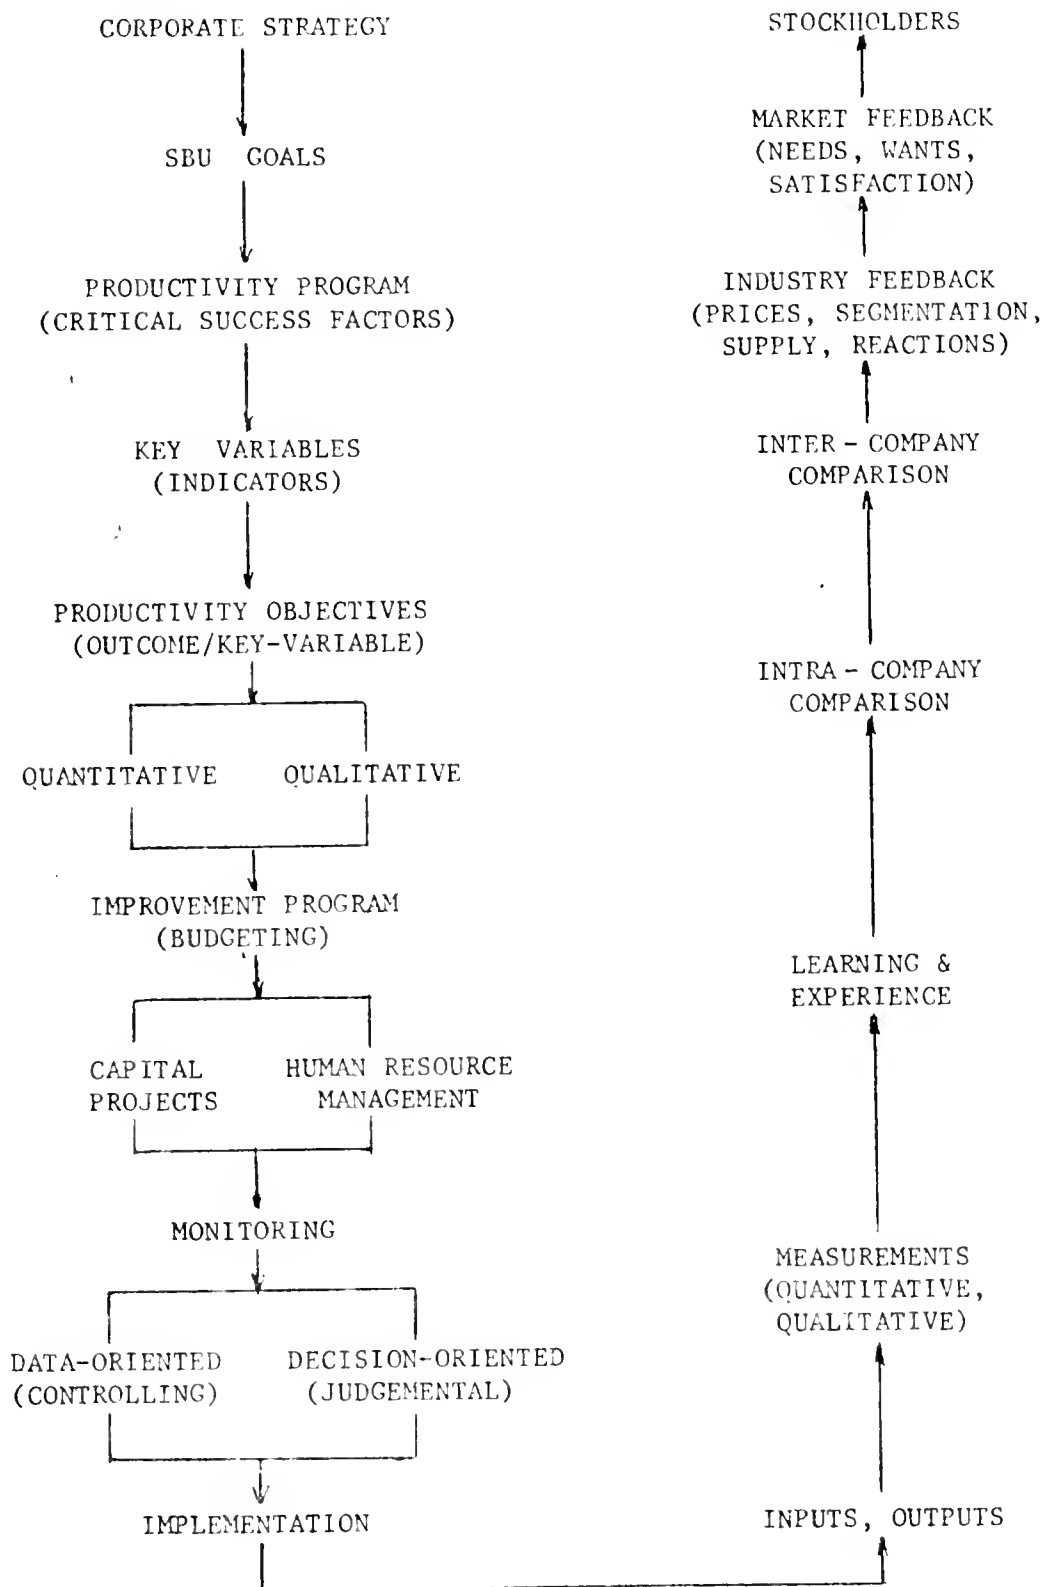 CORPORATE STRATEGY
SBU GOALS
PRODUCTIVITY PROGRAM
(CRITICAL SUCCESS FACTORS)
KEY VARIABLES
(INDICATORS)
PRODUCTIVITY OBJECTIVES
(OUTCOME/KEY-VARIABLE)
QUANTITATIVE QUALITATIVE
IMPROVEMENT PROGRAM
(BUDGETING)
CAPITAL HUMAN RESOURCE
PROJECTS MANAGEMENT
MONITORING
DATA-ORIENTED DECISION-ORIENTED
(CONTROLLING) (JUDGEMENTAL)
IMPLEMENTATION
STOCKHOLDERS
MARKET FEEDBACK
(NEEDS, WANTS,
SATISFACTION)
INDUSTRY FEEDBACK
(PRICES, SEGMENTATION,
SUPPLY, REACTIONS)
INTER - COMPANY
COMPARISON
INTRA - COMPANY
COMPARISON
LEARNING &
EXPERIENCE
MEASUREMENTS
(QUANTITATIVE,
QUALITATIVE)
INPUTS, OUTPUTS